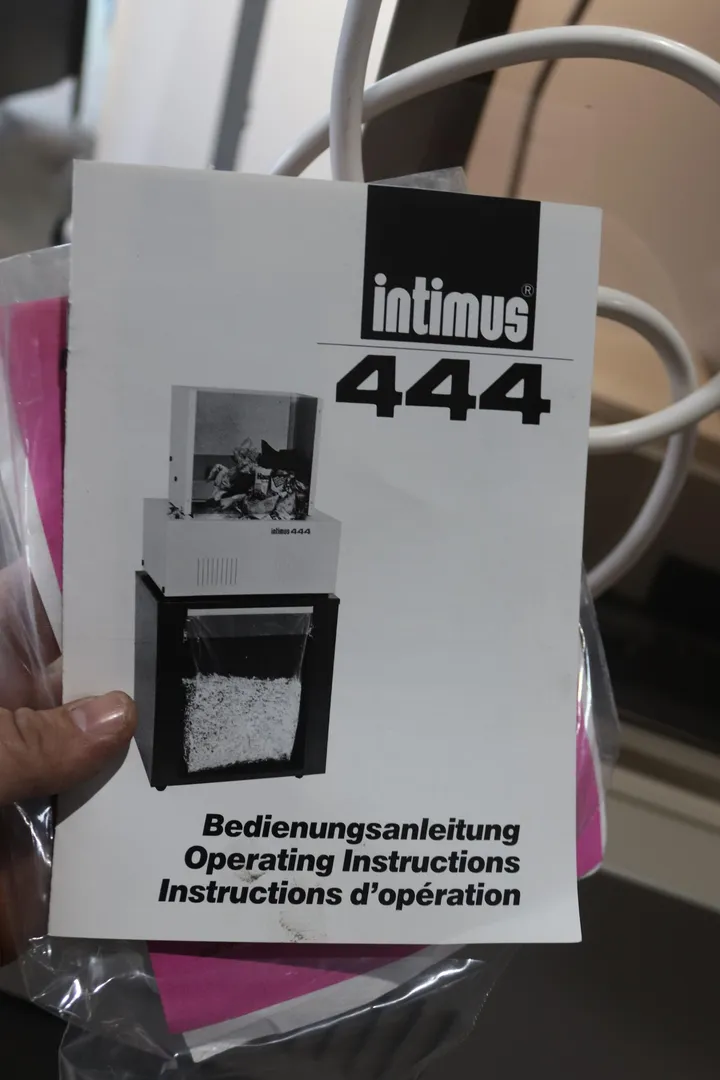 intimus®
444
intimus 444
Bedienungsanleitung
Operating Instructions
Instructions d'opération